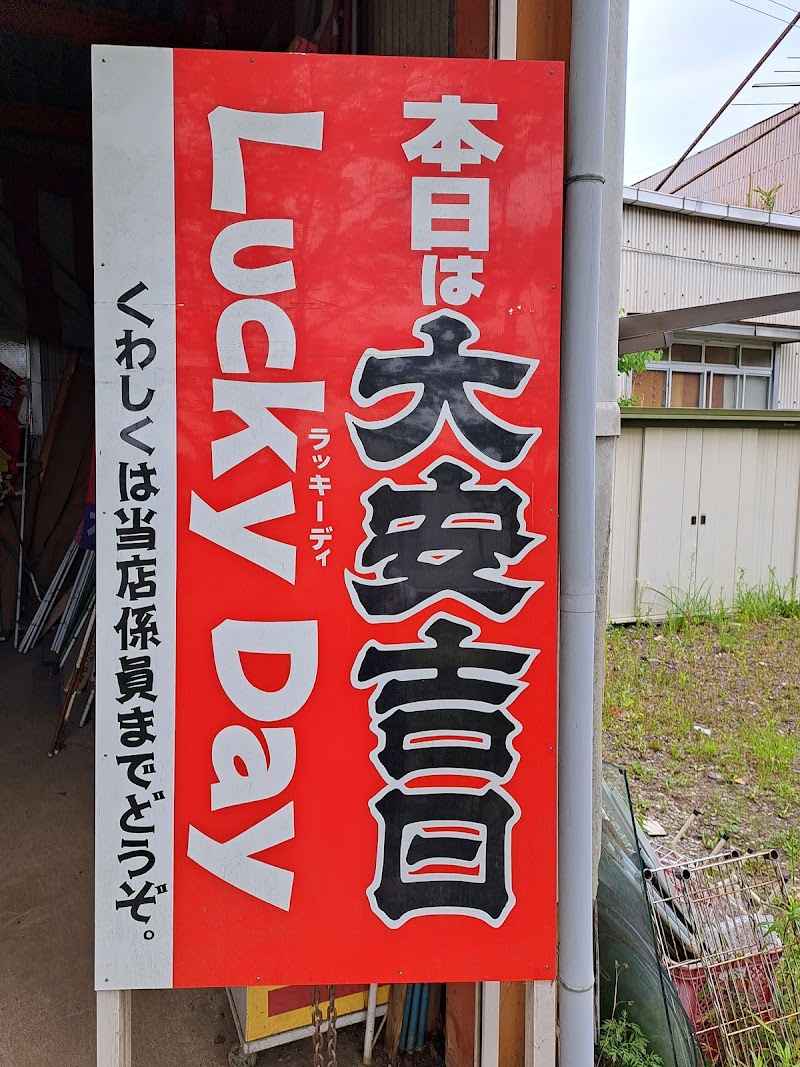 本日は
大安吉日
ラッキーディ
Lucky Day
くわしくは当店係員までどうぞ。